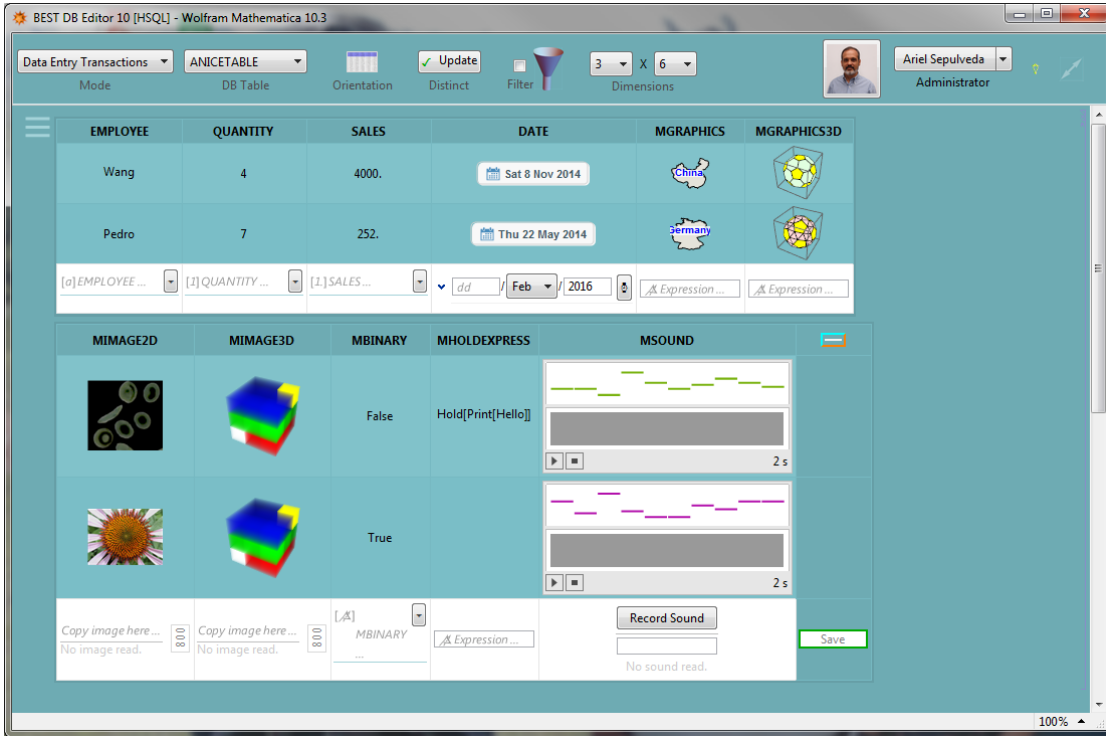 BEST DB Editor 10 [HSQL] - Wolfram Mathematica 10.3
Data Entry Transactions ANICETABLE ✓ Update 3 X 6 Ariel Sepulveda
Mode DB Table Orientation Distinct Filter Dimensions Administrator
EMPLOYEE QUANTITY SALES DATE MGRAPHICS MGRAPHICS3D
Wang 4 4000. Sat 8 Nov 2014 China
Pedro 7 252. Thu 22 May 2014 Germany
[a] EMPLOYEE ... [1] QUANTITY ... [1.] SALES ... dd / Feb / 2016 Expression ... Expression ...
MIMAGE2D MIMAGE3D MBINARY MHOLDEXPRESS MSOUND
False Hold[Print[Hello]]
2 s
True
2 s
Copy image here ... Copy image here ... MBINARY ... Expression ... Record Sound Save
No image read. No image read. No sound read.
100%